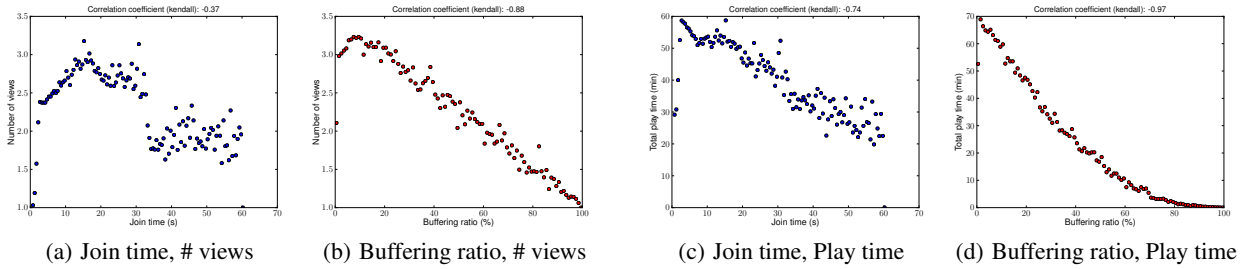 Correlation coefficient (kendall): -0.37
3.5
3.0
2.5
2.0
1.5
1.0
Number of views
0 10 20 30 40 50 60 70
Join time (s)
(a) Join time, # views
Correlation coefficient (kendall): -0.88
3.5
3.0
2.5
2.0
1.5
1.0
Number of views
0 20 40 60 80 100
Buffering ratio (%)
(b) Buffering ratio, # views
Correlation coefficient (kendall): -0.74
60
50
40
30
20
10
0
Total play time (min)
0 10 20 30 40 50 60 70
Join time (s)
(c) Join time, Play time
Correlation coefficient (kendall): -0.97
70
60
50
40
30
20
10
0
Total play time (min)
0 20 40 60 80 100
Buffering ratio (%)
(d) Buffering ratio, Play time